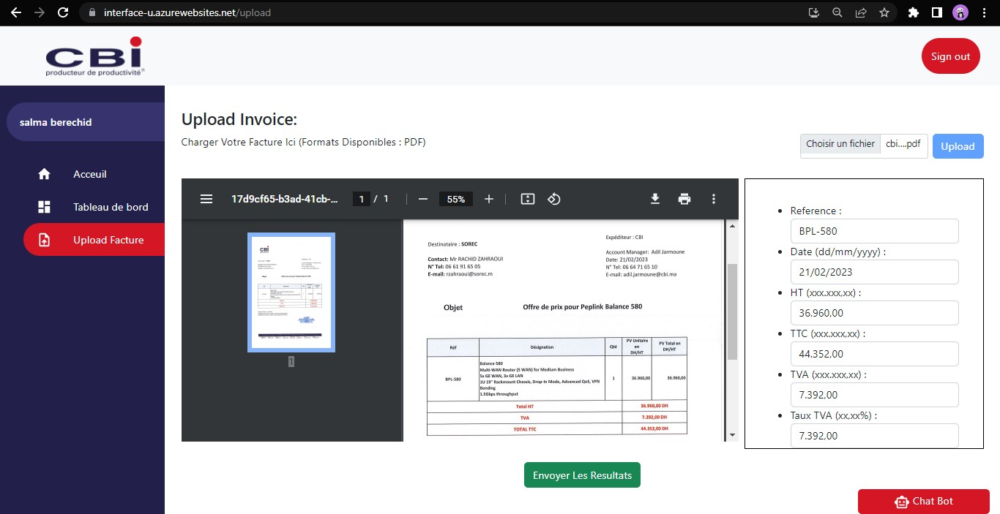 interface-u.azurewebsites.net/upload
CBi
producteur de productivité
Sign out
salma berechid
Acceuil
Tableau de bord
Upload Facture
Upload Invoice:
Charger Votre Facture Ici (Formats Disponibles : PDF)
Choisir un fichier cbi....pdf
Upload
17d9cf65-b3ad-41cb-... 1 / 1 55%
1
Destinataire : SOREC
Contact: Mr RACHID ZAHRAOUI
N° Tel: 06 61 91 65 05
E-mail: rzahraoui@sorec.m
Expéditeur : CBI
Account Manager: Adil Jarmoune
Date: 21/02/2023
N° Tel: 06 64 71 65 10
E-mail: adil.jarmoune@cbi.ma
Objet Offre de prix pour Peplink Balance 580
Réf Désignation Qté PV Unitaire en DH/HT PV Total en DH/HT
BPL-580
Balance 580
Multi-WAN Router (5 WAN) for Medium Business
5x GE WAN, 3x GE LAN
1U 19" Rackmount Chassis, Drop-In Mode, Advanced QoS, VPN
Bonding
1.5Gbps throughput
1 36.960,00 36.960,00
Total HT 36.960,00 DH
TVA 7.392,00 DH
TOTAL TTC 44.352,00 DH
Reference :
BPL-580
Date (dd/mm/yyyy) :
21/02/2023
HT (xxx.xxx,xx) :
36.960,00
TTC (xxx.xxx,xx) :
44.352,00
TVA (xxx.xxx,xx) :
7.392,00
Taux TVA (xx,xx%) :
7.392,00
Envoyer Les Resultats
Chat Bot